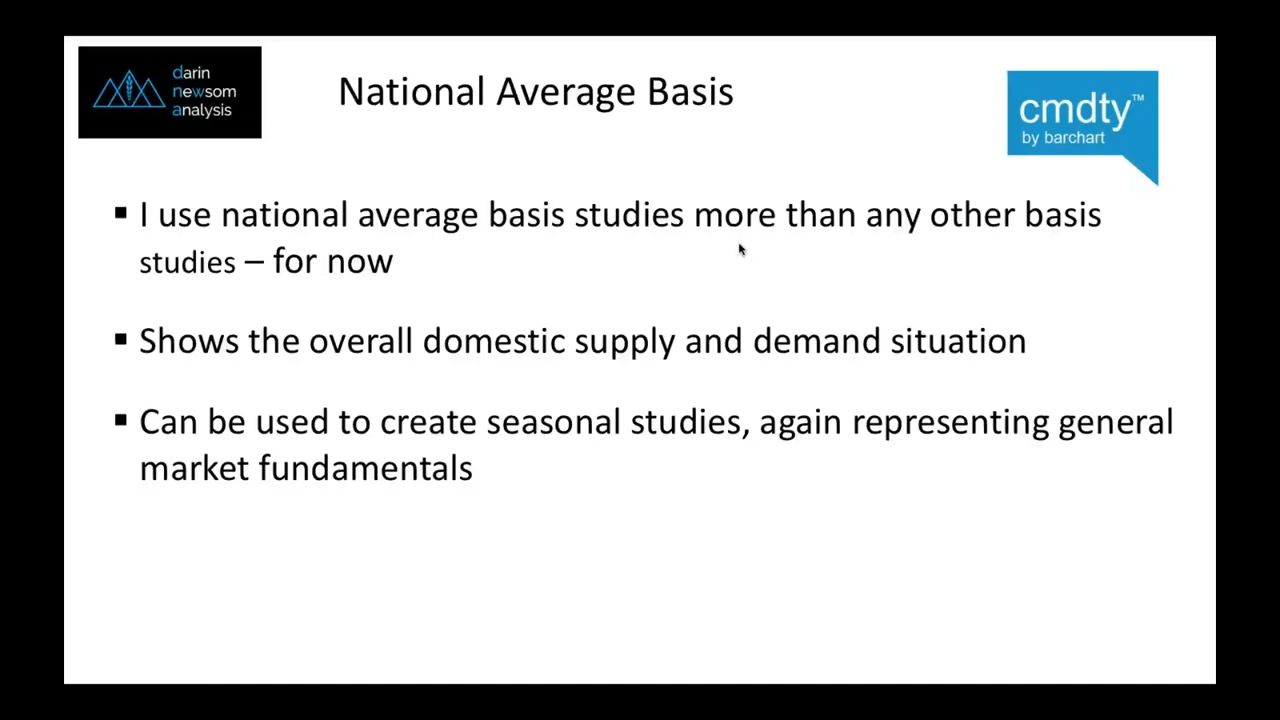 darin
newsom
analysis
National Average Basis
cmdty™
by barchart
▪ I use national average basis studies more than any other basis
studies – for now
▪ Shows the overall domestic supply and demand situation
▪ Can be used to create seasonal studies, again representing general
market fundamentals